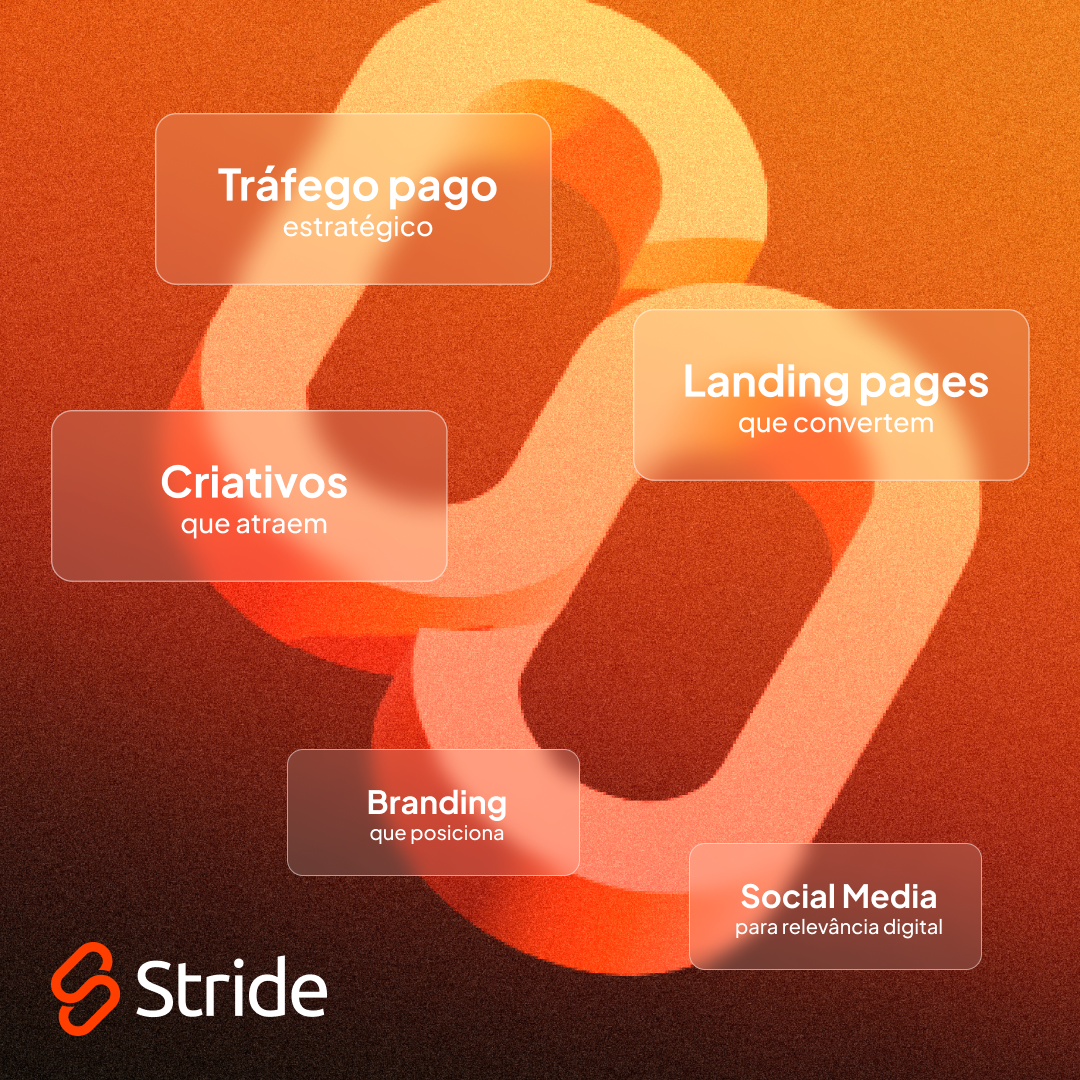 Tráfego pago
estratégico
Landing pages
que convertem
Criativos
que atraem
Branding
que posiciona
Social Media
para relevância digital
Stride